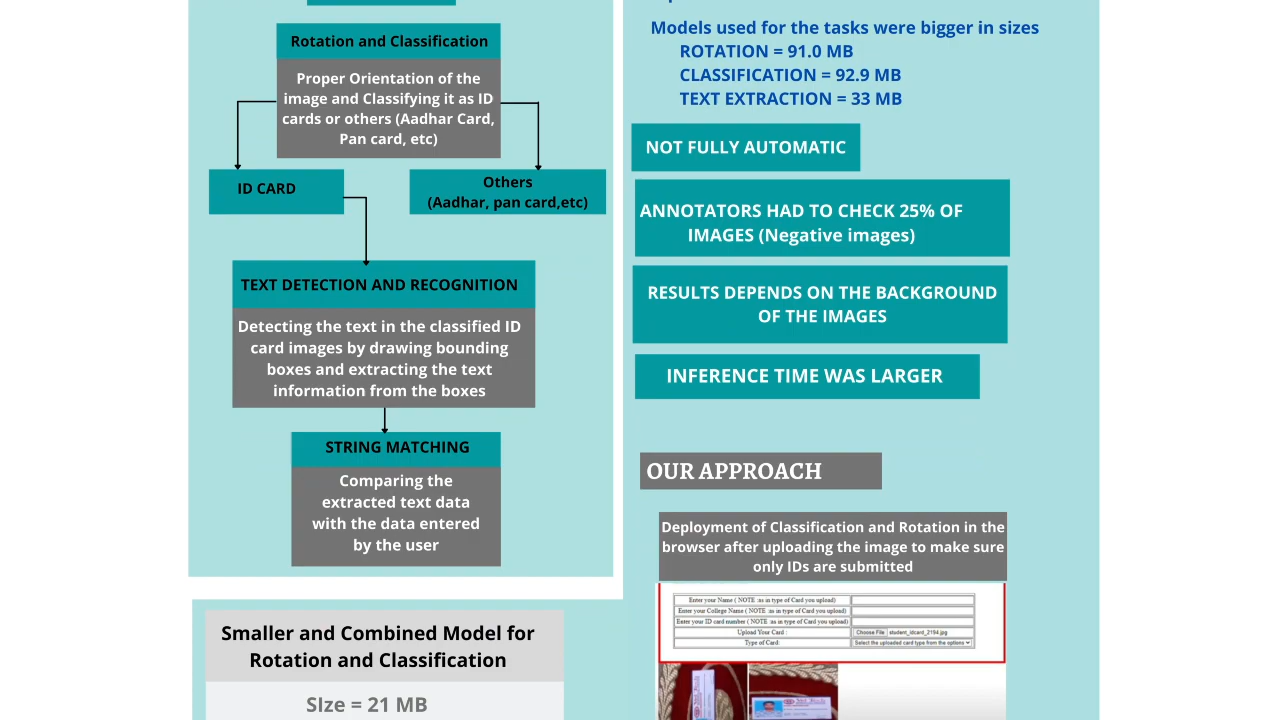 Rotation and Classification
Proper Orientation of the
image and Classifying it as ID
cards or others (Aadhar Card,
Pan card, etc)
ID CARD
Others
(Aadhar, pan card,etc)
TEXT DETECTION AND RECOGNITION
Detecting the text in the classified ID
card images by drawing bounding
boxes and extracting the text
information from the boxes
STRING MATCHING
Comparing the
extracted text data
with the data entered
by the user
Smaller and Combined Model for
Rotation and Classification
SIze = 21 MB
Models used for the tasks were bigger in sizes
ROTATION = 91.0 MB
CLASSIFICATION = 92.9 MB
TEXT EXTRACTION = 33 MB
NOT FULLY AUTOMATIC
ANNOTATORS HAD TO CHECK 25% OF
IMAGES (Negative images)
RESULTS DEPENDS ON THE BACKGROUND
OF THE IMAGES
INFERENCE TIME WAS LARGER
OUR APPROACH
Deployment of Classification and Rotation in the
browser after uploading the image to make sure
only IDs are submitted
Enter your Name ( NOTE :as in type of Card you upload)
Enter your College Name ( NOTE :as in type of Card you upload)
Enter your ID card number ( NOTE :as in type of Card you upload)
Upload Your Card :
Choose File student_idcard_2194.jpg
Type of Card:
Select the uploaded card type from the options